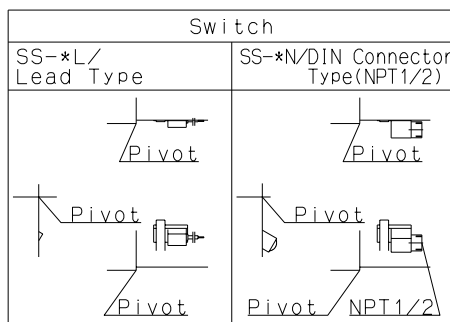 Switch
SS-*L/
Lead Type
SS-*N/DIN Connector
Type(NPT1/2)
Pivot
Pivot
Pivot
Pivot
Pivot
Pivot
NPT1/2